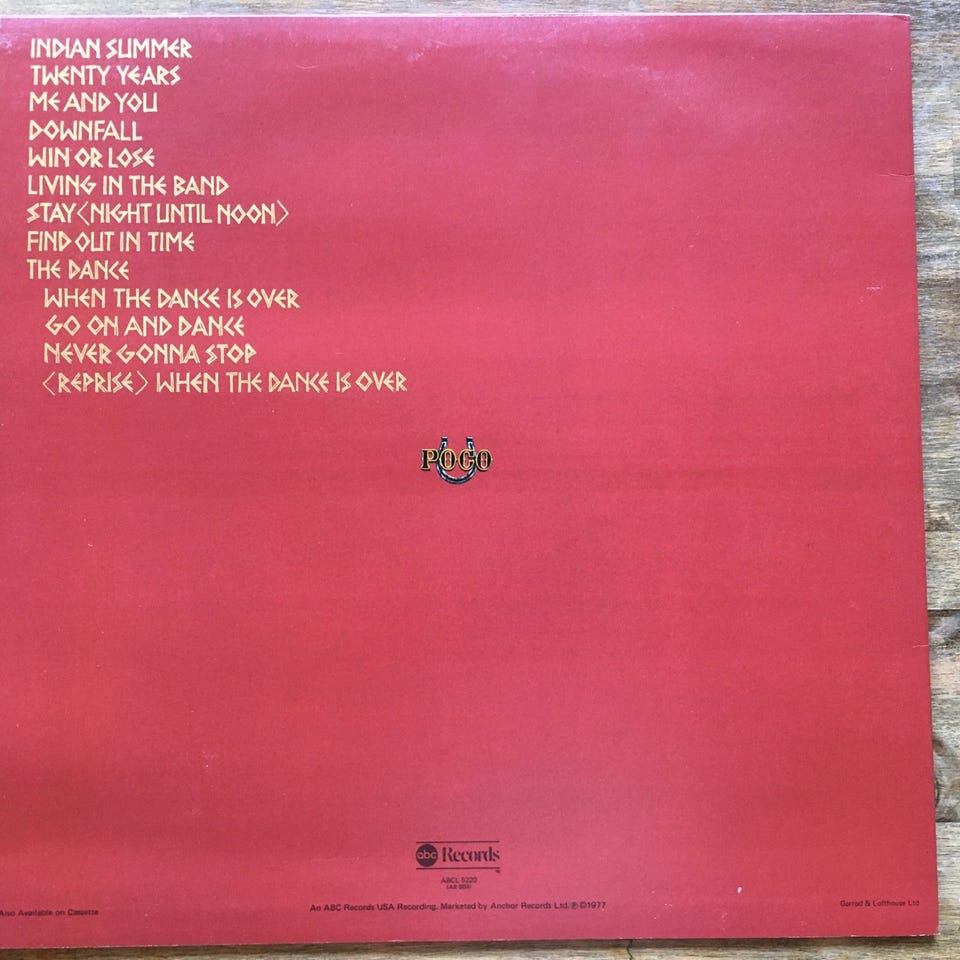 INDIAN SUMMER
TWENTY YEARS
ME AND YOU
DOWNFALL
WIN OR LOSE
LIVING IN THE BAND
STAY〈NIGHT UNTIL NOON〉
FIND OUT IN TIME
THE DANCE
WHEN THE DANCE IS OVER
GO ON AND DANCE
NEVER GONNA STOP
〈REPRISE〉 WHEN THE DANCE IS OVER
POCO
abc Records
ABCL 5220
Also Available on Cassette
An ABC Records USA Recording. Marketed by Anchor Records Ltd. ℗©1977
Garrod & Lofthouse Ltd